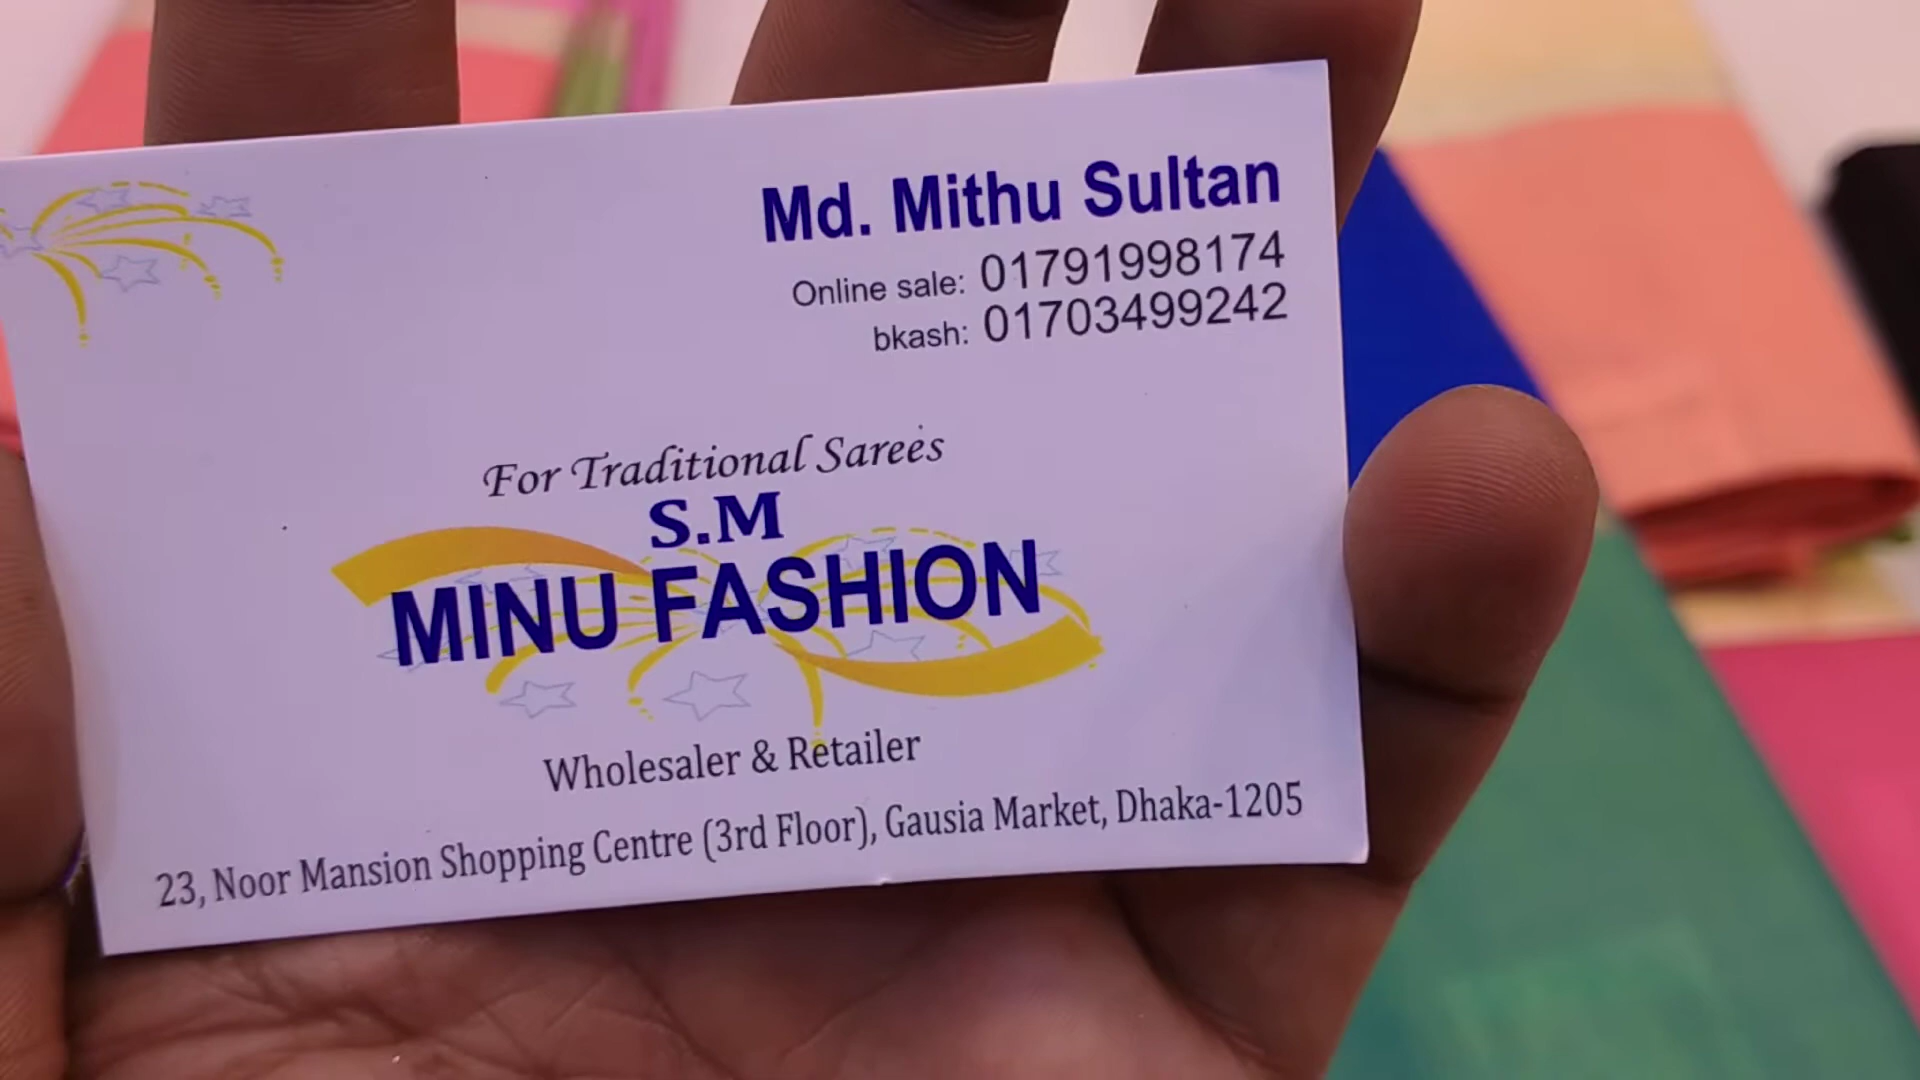 Md. Mithu Sultan
Online sale: 01791998174
bkash: 01703499242
For Traditional Sarees
S.M
MINU FASHION
Wholesaler & Retailer
23, Noor Mansion Shopping Centre (3rd Floor), Gausia Market, Dhaka-1205